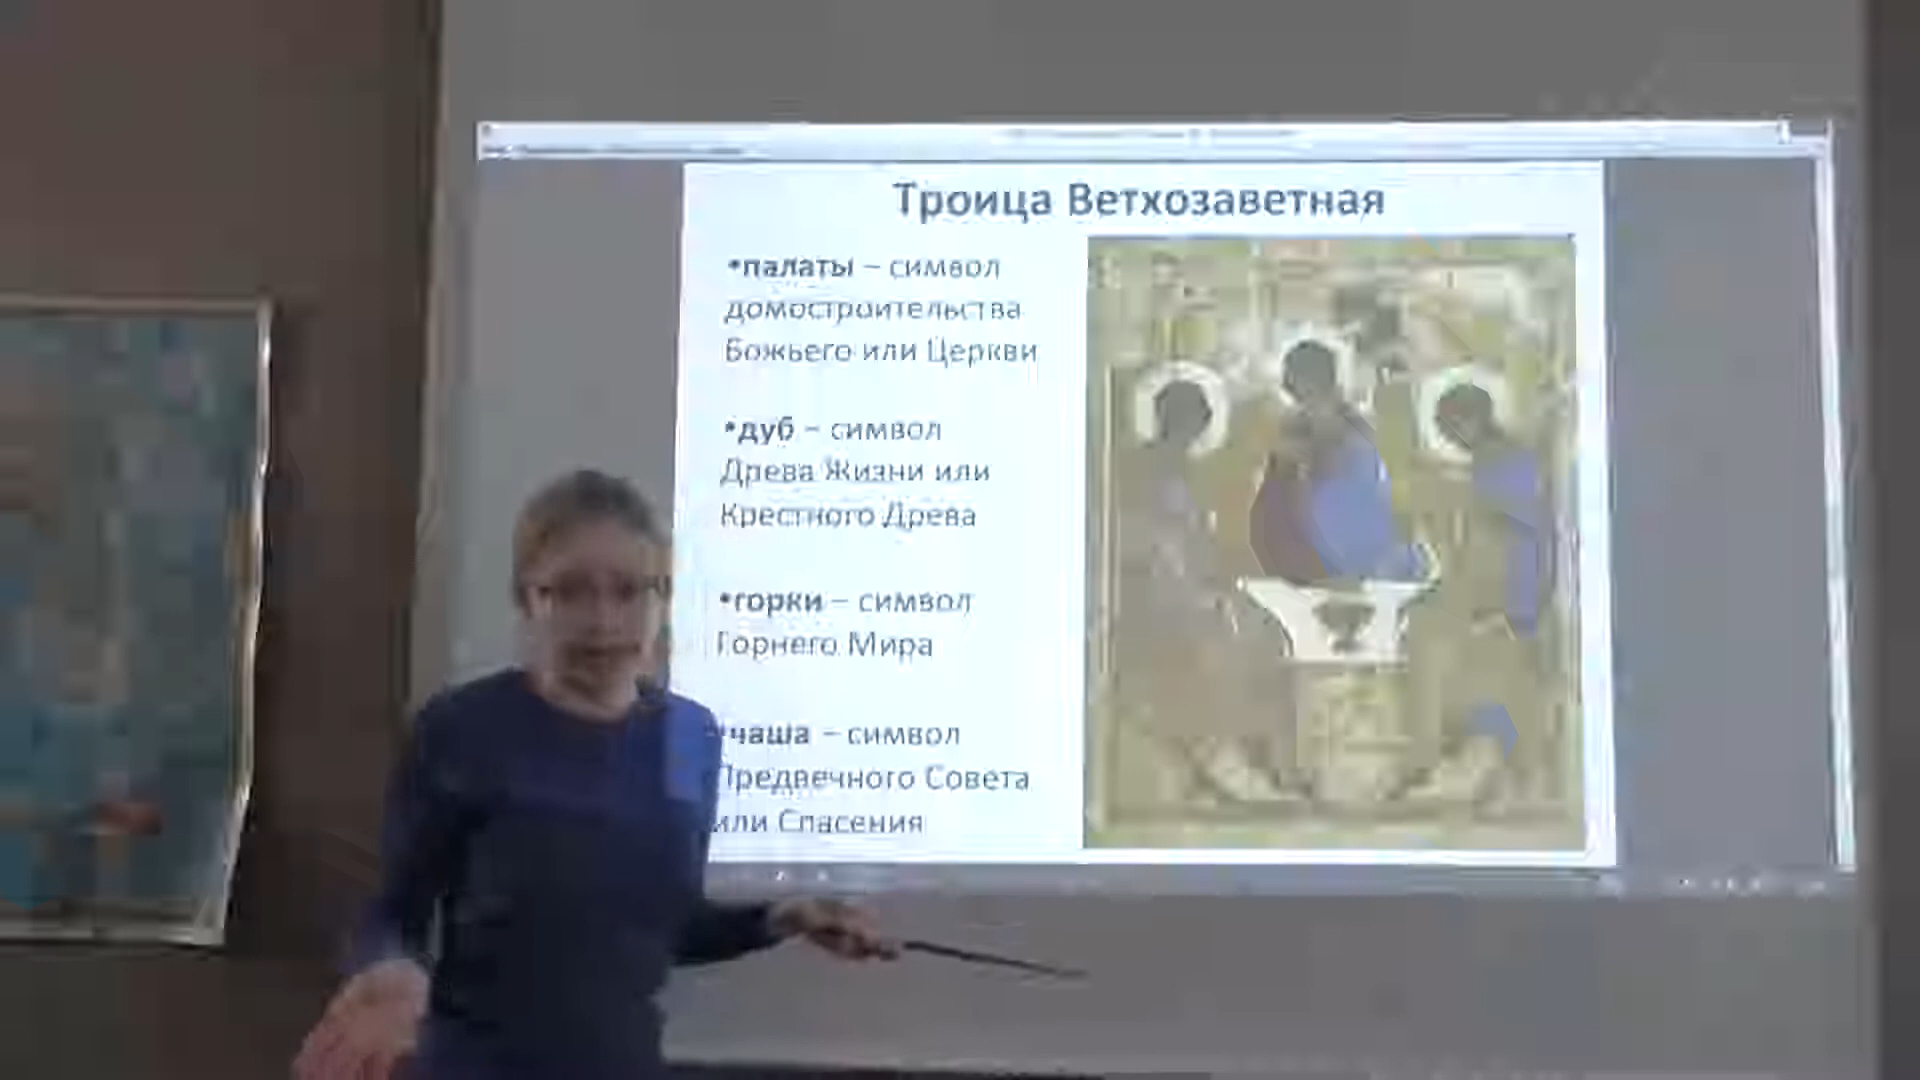 Троица Ветхозаветная
•палаты – символ
домостроительства
Божьего или Церкви
•дуб – символ
Древа Жизни или
Крестного Древа
•горки – символ
Горнего Мира
•чаша – символ
Предвечного Совета
или Спасения